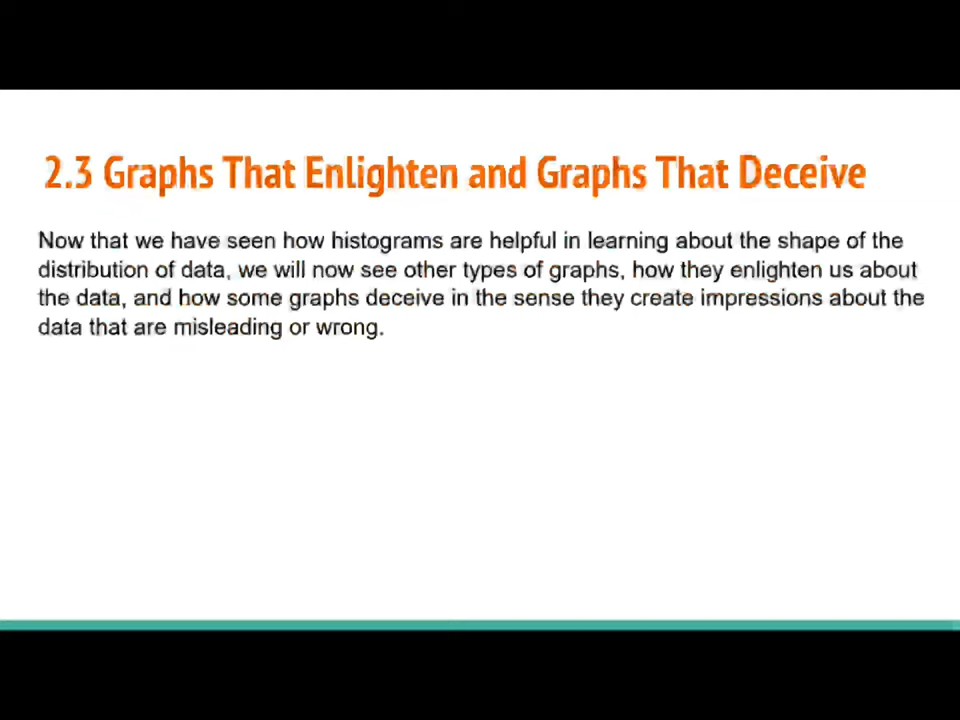 2.3 Graphs That Enlighten and Graphs That Deceive
Now that we have seen how histograms are helpful in learning about the shape of the
distribution of data, we will now see other types of graphs, how they enlighten us about
the data, and how some graphs deceive in the sense they create impressions about the
data that are misleading or wrong.